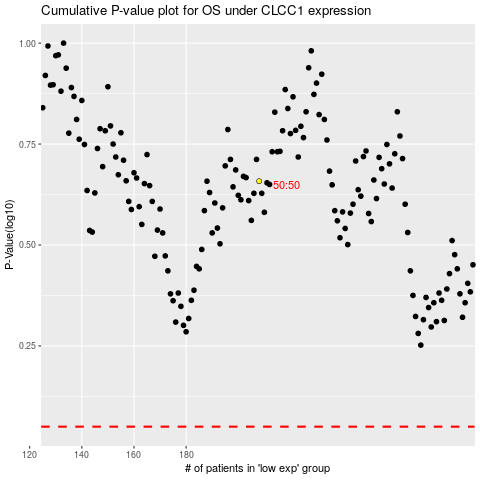 Cumulative P-value plot for OS under CLCC1 expression
P-Value(log10)
1.00
0.75
0.50
0.25
50:50
120 140 160 180
# of patients in 'low exp' group